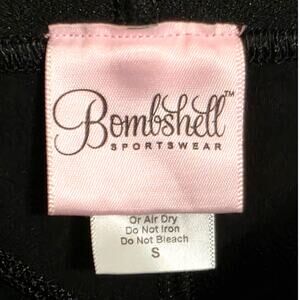 Bombshell™
SPORTSWEAR
Or Air Dry
Do Not Iron
Do Not Bleach
S